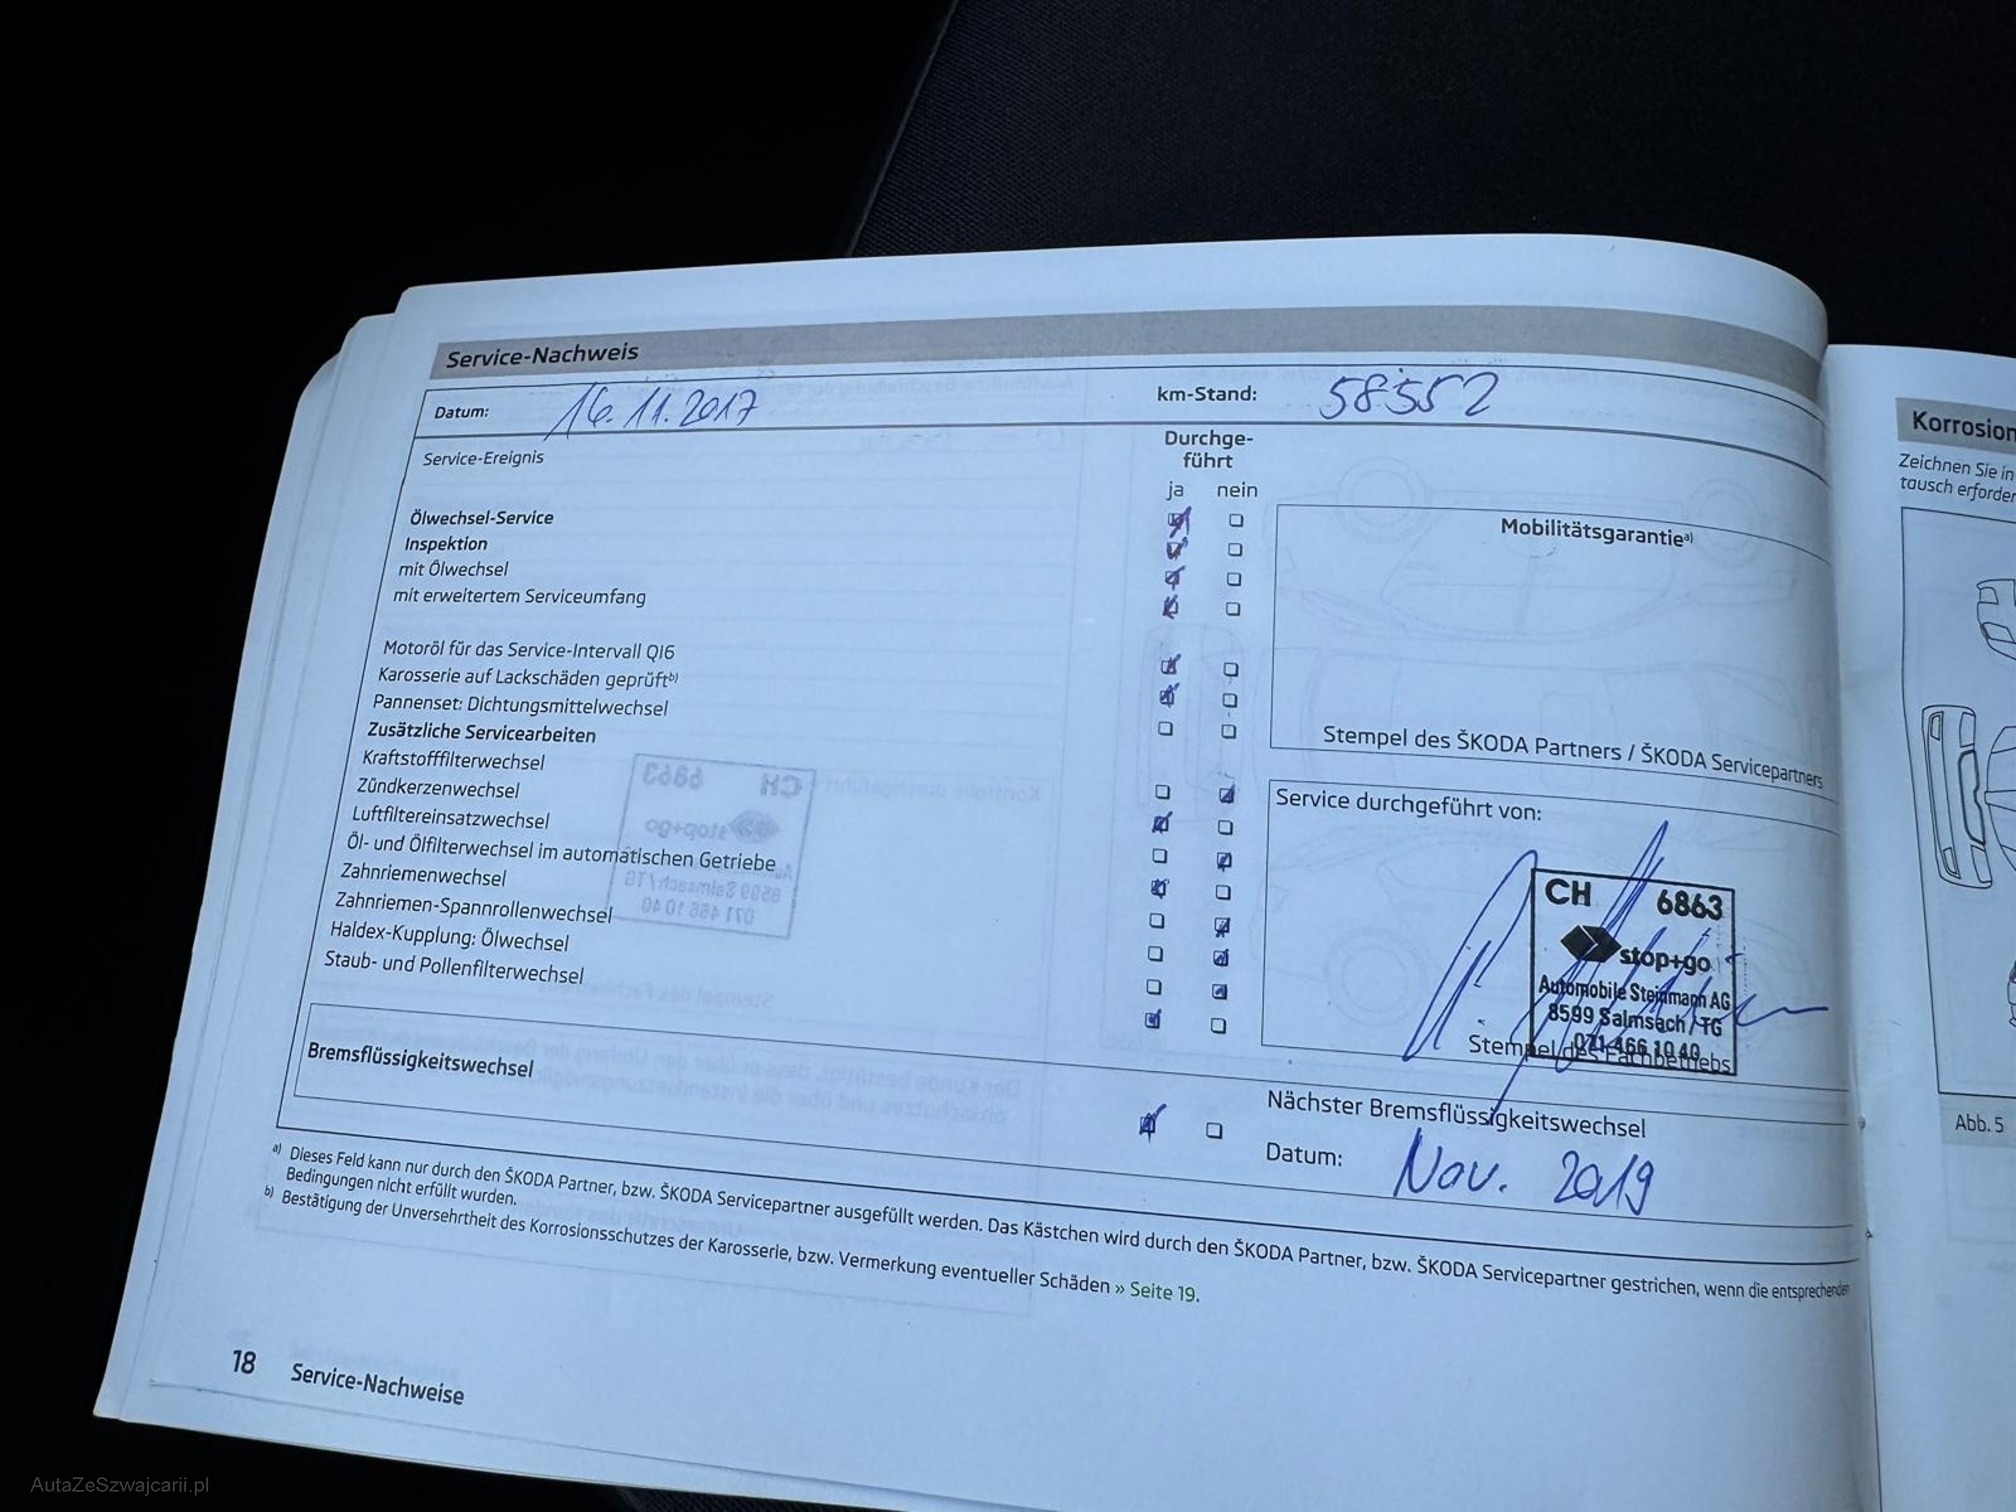 Service-Nachweis
Datum: 16.11.2017 km-Stand: 58552
Service-Ereignis
Durchge-
führt
ja nein
Ölwechsel-Service
Inspektion
mit Ölwechsel
mit erweitertem Serviceumfang
Motoröl für das Service-Intervall QI6
Karosserie auf Lackschäden geprüft b)
Pannenset: Dichtungsmittelwechsel
Zusätzliche Servicearbeiten
Kraftstofffilterwechsel
Zündkerzenwechsel
Luftfiltereinsatzwechsel
Öl- und Ölfilterwechsel im automatischen Getriebe
Zahnriemenwechsel
Zahnriemen-Spannrollenwechsel
Haldex-Kupplung: Ölwechsel
Staub- und Pollenfilterwechsel
Mobilitätsgarantie a)
Stempel des ŠKODA Partners / ŠKODA Servicepartners
Service durchgeführt von:
CH 6863
stop+go
Automobile Steinmann AG
8599 Salmsach / TG
071 466 10 40
Stempel des Fachbetriebs
Bremsflüssigkeitswechsel
Nächster Bremsflüssigkeitswechsel
Datum: Nov. 2019
a) Dieses Feld kann nur durch den ŠKODA Partner, bzw. ŠKODA Servicepartner ausgefüllt werden. Das Kästchen wird durch den ŠKODA Partner, bzw. ŠKODA Servicepartner gestrichen, wenn die entsprechenden
Bedingungen nicht erfüllt wurden.
b) Bestätigung der Unversehrtheit des Korrosionsschutzes der Karosserie, bzw. Vermerkung eventueller Schäden » Seite 19.
18 Service-Nachweise
Korrosion
Zeichnen Sie in
tausch erforder
Abb. 5
AutaZeSzwajcarii.pl